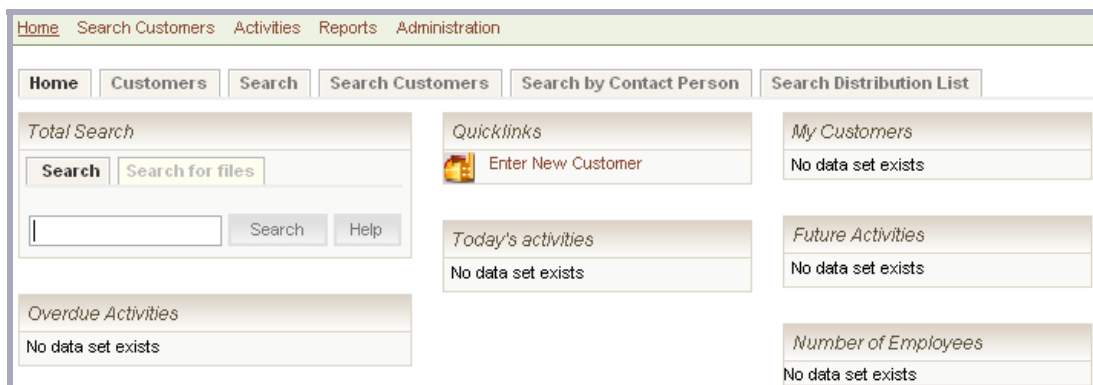 Home Search Customers Activities Reports Administration
Home Customers Search Search Customers Search by Contact Person Search Distribution List
Total Search
Search Search for files
Search Help
Overdue Activities
No data set exists
Quicklinks
Enter New Customer
Today's activities
No data set exists
My Customers
No data set exists
Future Activities
No data set exists
Number of Employees
No data set exists